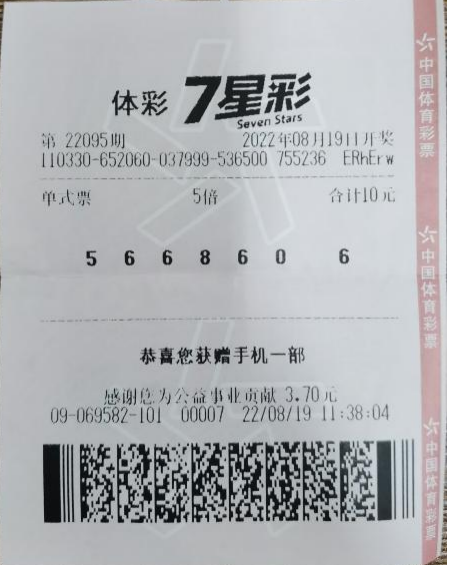 体彩 7星彩
Seven Stars
第 22095期 2022年08月19日开奖
110330-652060-037999-536500 755236 ERhErw
单式票 5倍 合计10元
5 6 6 8 6 0 6
恭喜您获赠手机一部
感谢您为公益事业贡献 3.70元
09-069582-101 00007 22/08/19 11:38:04
中国体育彩票
中国体育彩票
中国体育彩票